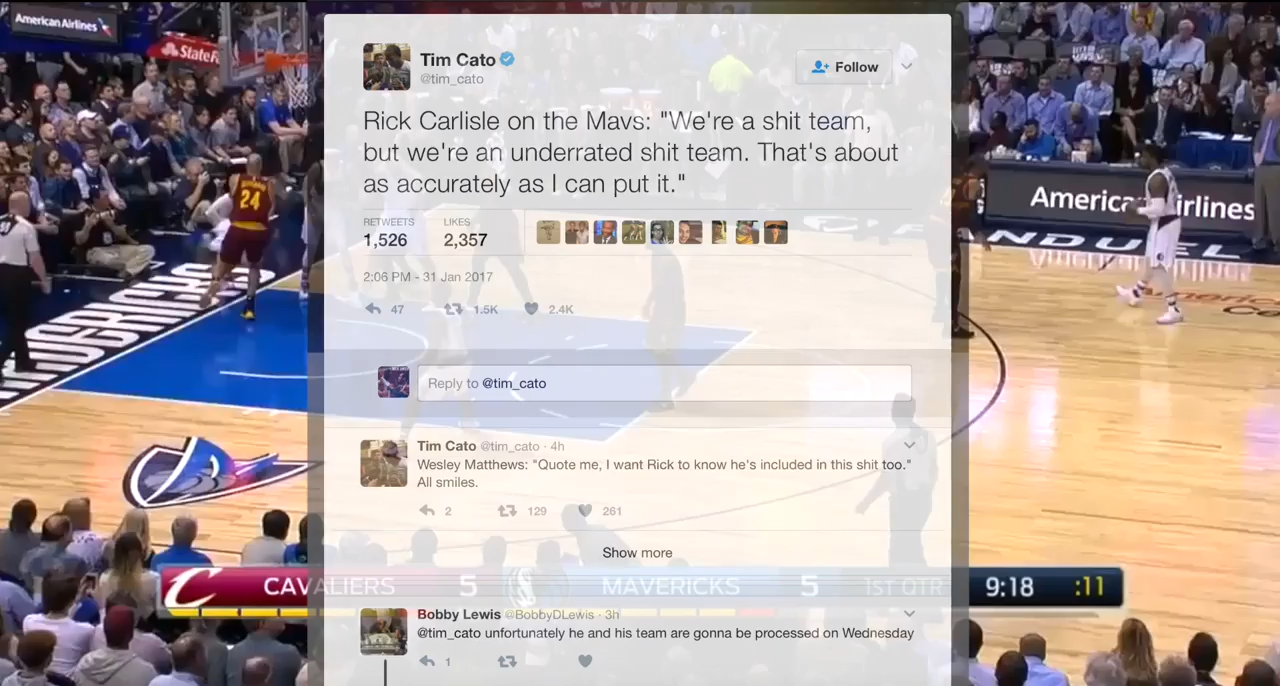 American Airlines
State F
Tim Cato
@tim_cato
Follow
Rick Carlisle on the Mavs: "We're a shit team,
but we're an underrated shit team. That's about
as accurately as I can put it."
RETWEETS
LIKES
1,526
2,357
2:06 PM - 31 Jan 2017
47
1.5K
2.4K
Reply to @tim_cato
Tim Cato @tim_cato · 4h
Wesley Matthews: "Quote me, I want Rick to know he's included in this shit too."
All smiles.
2
129
261
Show more
CAVALIERS 5 MAVERICKS 5 1ST QTR 9:18 :11
Bobby Lewis @BobbyDLewis · 3h
@tim_cato unfortunately he and his team are gonna be processed on Wednesday
1
24
MAVERICKS
American Airlines
NDUEL